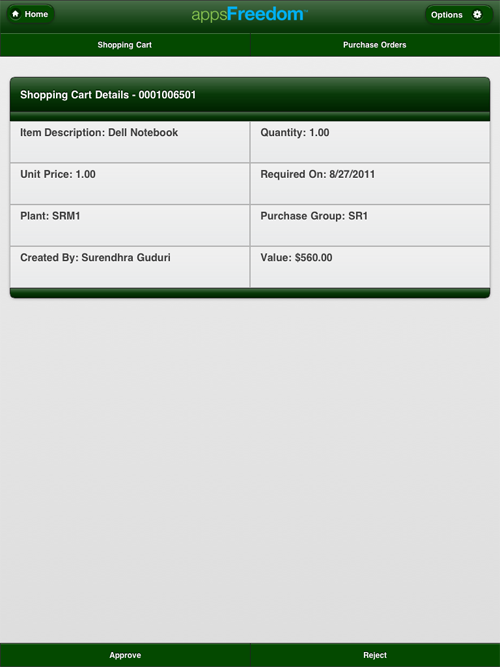 Home
appsFreedom™
Options
Shopping Cart
Purchase Orders
Shopping Cart Details - 0001006501
Item Description: Dell Notebook
Quantity: 1.00
Unit Price: 1.00
Required On: 8/27/2011
Plant: SRM1
Purchase Group: SR1
Created By: Surendhra Guduri
Value: $560.00
Approve
Reject